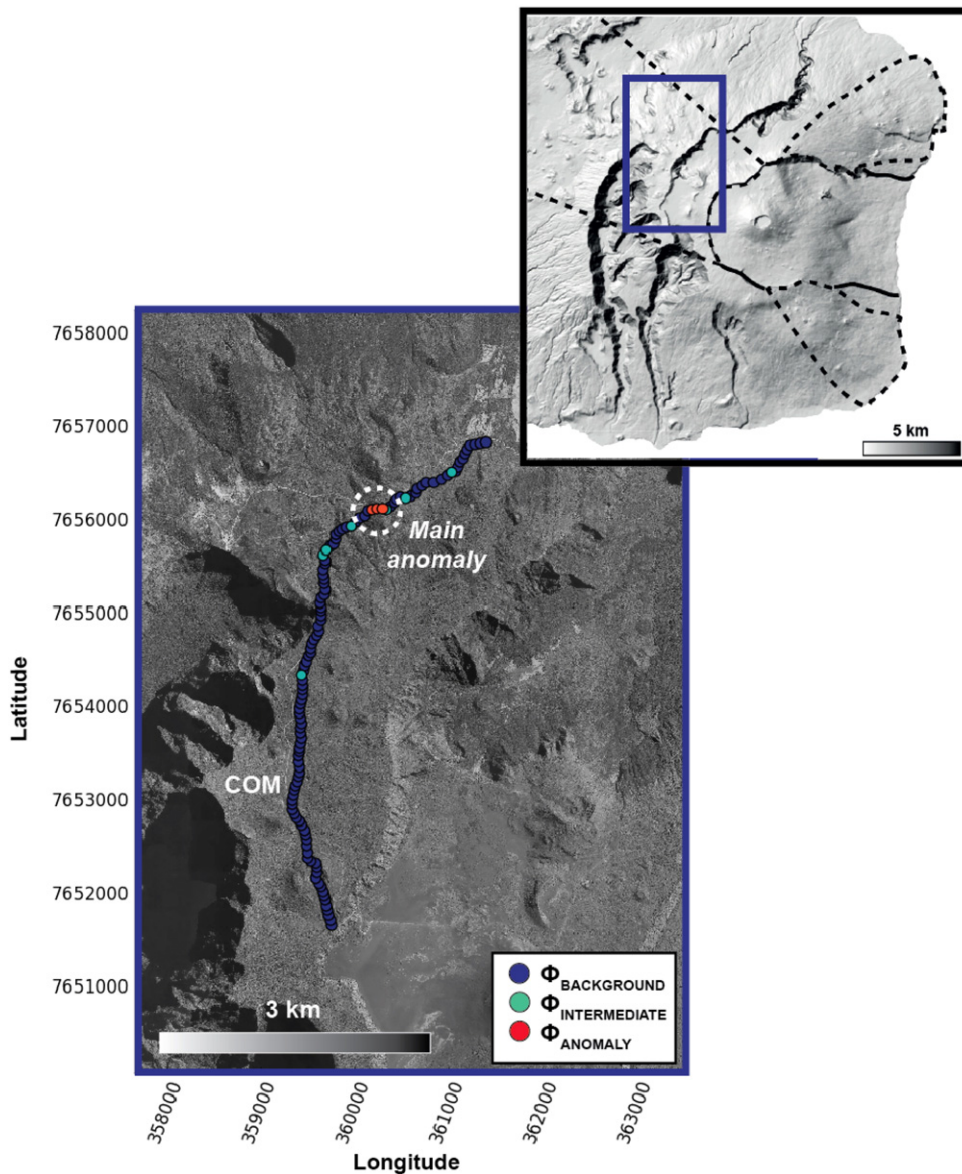 5 km
7658000
7657000
7656000
7655000
7654000
7653000
7652000
7651000
Latitude
Main
anomaly
COM
3 km
Φ BACKGROUND
Φ INTERMEDIATE
Φ ANOMALY
358000
359000
360000
361000
362000
363000
Longitude